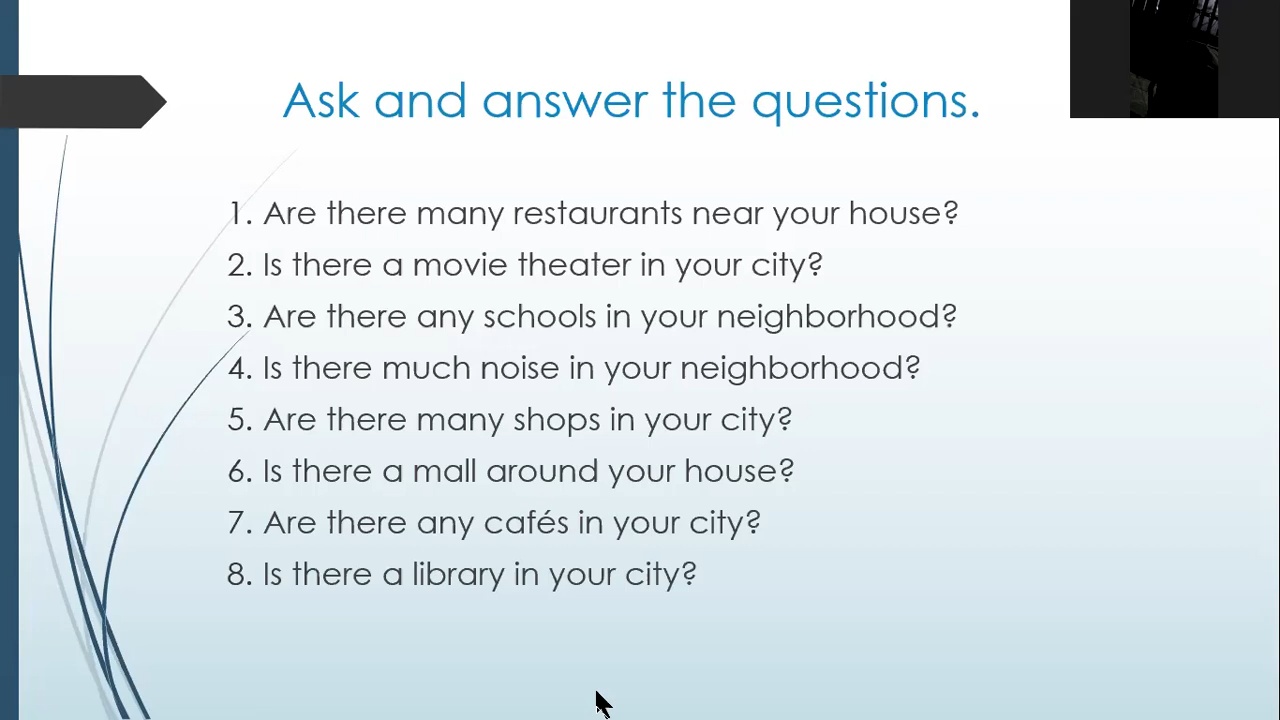 Ask and answer the questions.
1. Are there many restaurants near your house?
2. Is there a movie theater in your city?
3. Are there any schools in your neighborhood?
4. Is there much noise in your neighborhood?
5. Are there many shops in your city?
6. Is there a mall around your house?
7. Are there any cafés in your city?
8. Is there a library in your city?